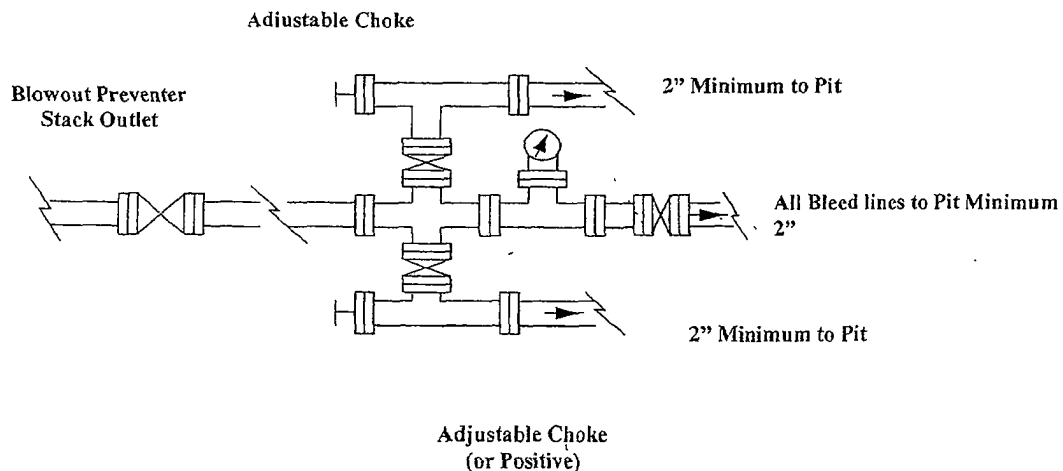 Adiustable Choke
Blowout Preventer
Stack Outlet
2" Minimum to Pit
All Bleed lines to Pit Minimum
2"
2" Minimum to Pit
Adjustable Choke
(or Positive)